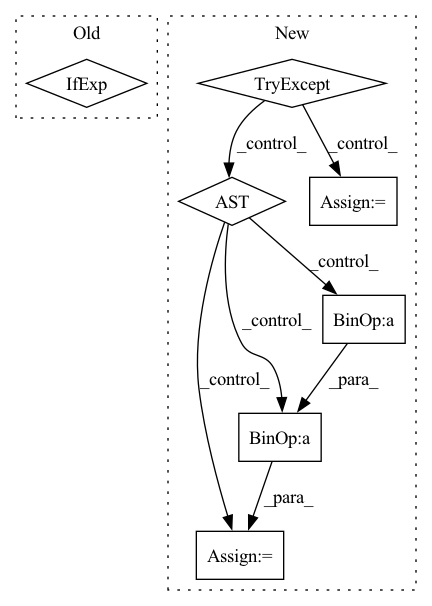 Old
New
IfExp
TryExcept
_control_
_control_
AST
Assign:=
_control_
BinOp:a
_control_
_control_
_para_
BinOp:a
_para_
Assign:=